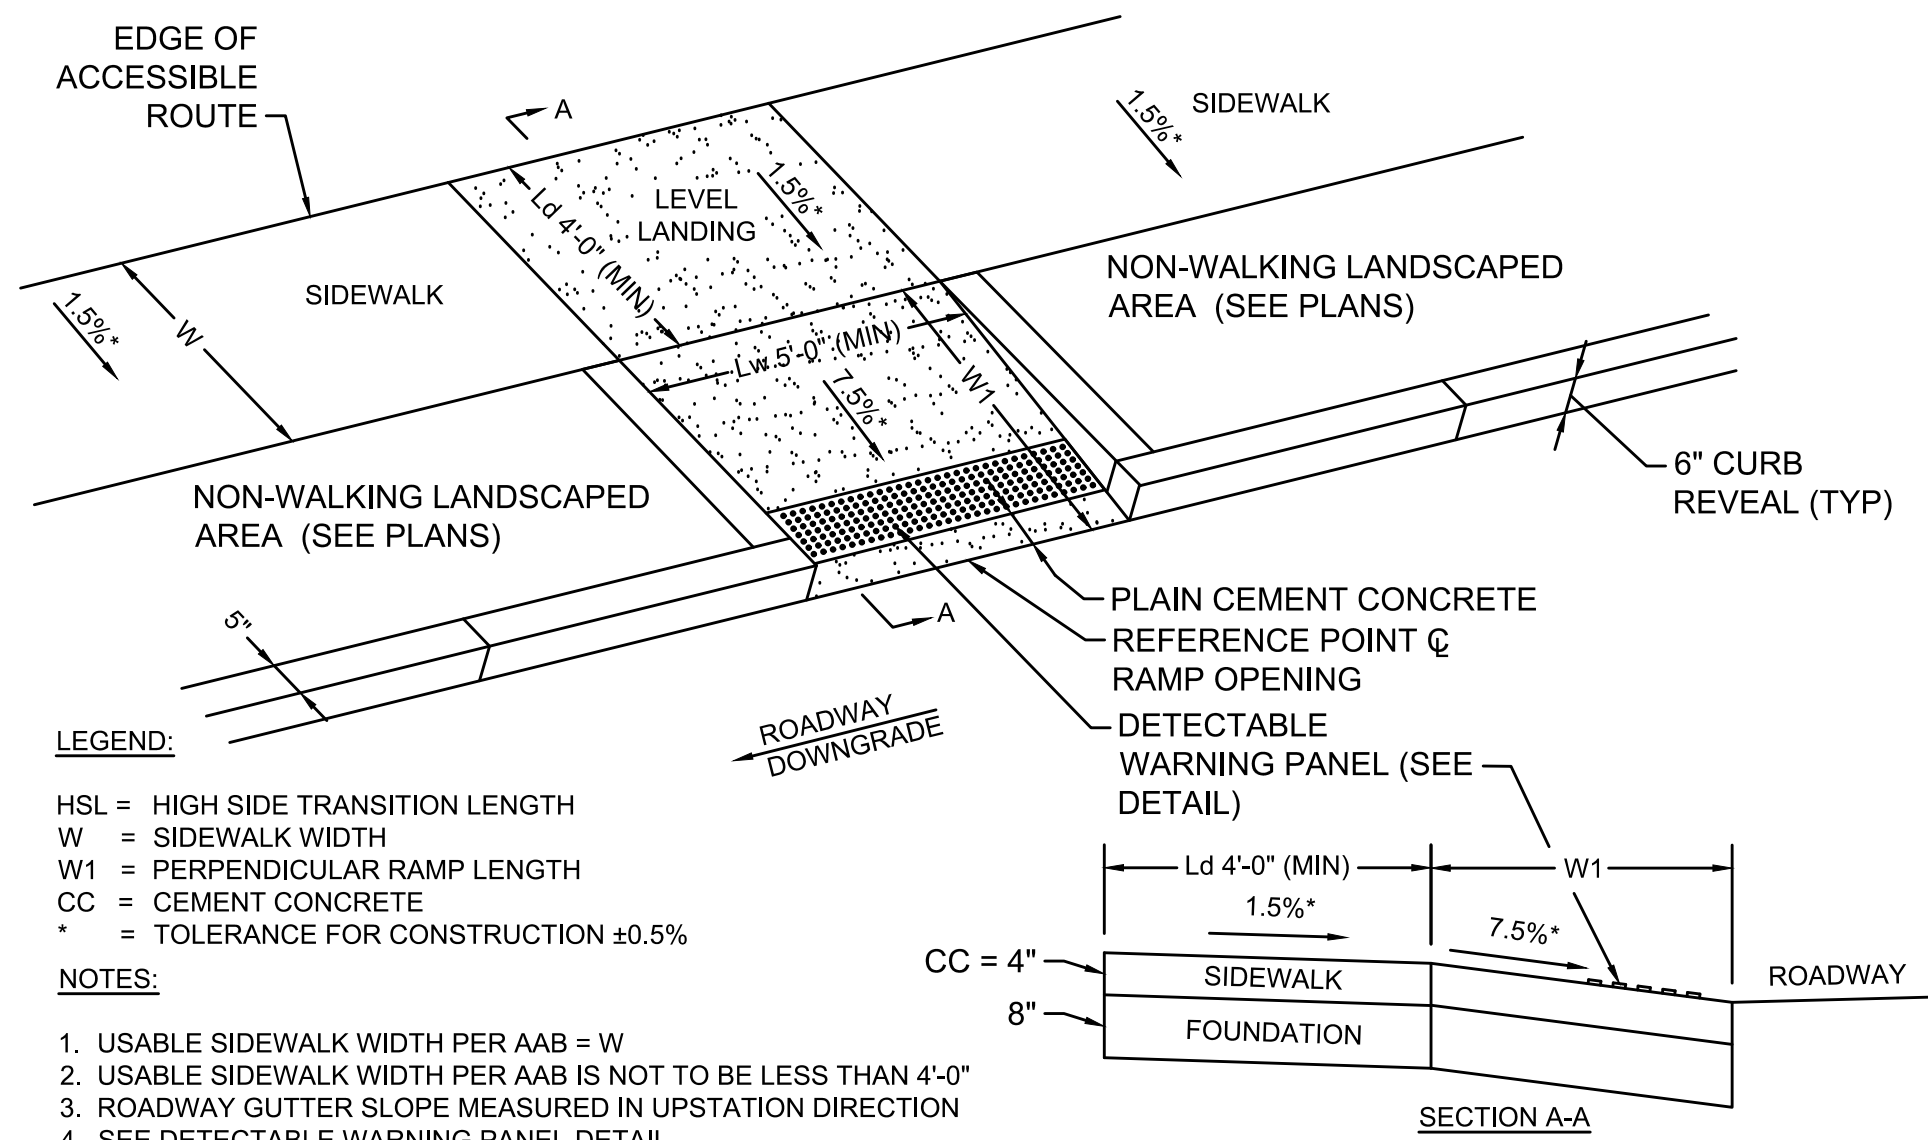 EDGE OF
ACCESSIBLE
ROUTE
A
1.5%*
SIDEWALK
1.5%*
LEVEL
LANDING
Ld 4'-0" (MIN)
NON-WALKING LANDSCAPED
AREA (SEE PLANS)
SIDEWALK
1.5%*
W
Lw 5'-0" (MIN)
W1
7.5%*
6" CURB
REVEAL (TYP)
NON-WALKING LANDSCAPED
AREA (SEE PLANS)
5"
A
PLAIN CEMENT CONCRETE
REFERENCE POINT ℄
RAMP OPENING
DETECTABLE
WARNING PANEL (SEE
DETAIL)
ROADWAY
DOWNGRADE
LEGEND:
HSL = HIGH SIDE TRANSITION LENGTH
W = SIDEWALK WIDTH
W1 = PERPENDICULAR RAMP LENGTH
CC = CEMENT CONCRETE
* = TOLERANCE FOR CONSTRUCTION ±0.5%
NOTES:
1. USABLE SIDEWALK WIDTH PER AAB = W
2. USABLE SIDEWALK WIDTH PER AAB IS NOT TO BE LESS THAN 4'-0"
3. ROADWAY GUTTER SLOPE MEASURED IN UPSTATION DIRECTION
4. SEE DETECTABLE WARNING PANEL DETAIL
Ld 4'-0" (MIN)
W1
1.5%*
7.5%*
CC = 4"
SIDEWALK
ROADWAY
8"
FOUNDATION
SECTION A-A